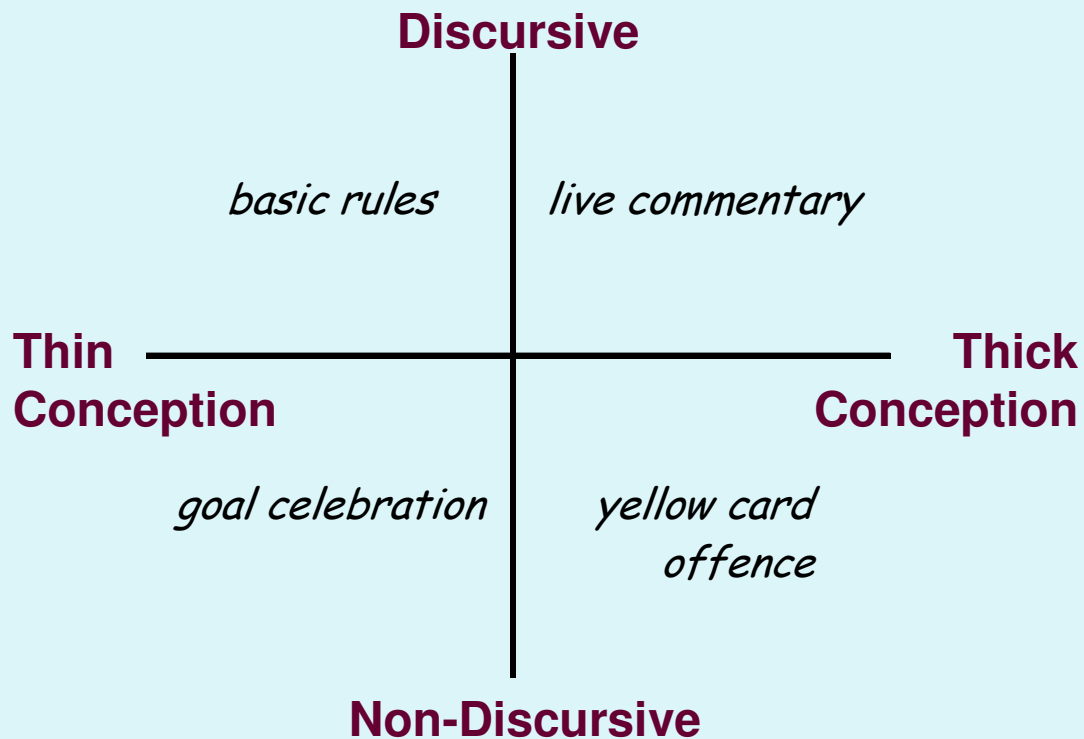 Discursive
basic rules
live commentary
Thin
Conception
Thick
Conception
goal celebration
yellow card
offence
Non-Discursive